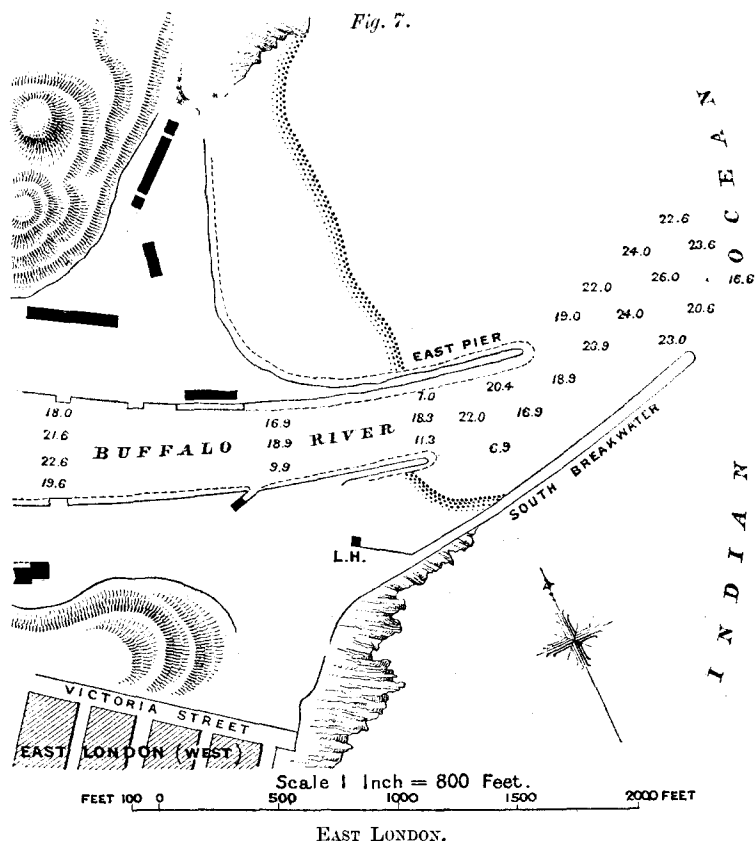 Fig. 7.
INDIAN OCEAN
22.6
24.0 23.6
22.0 26.0 16.6
19.0 24.0 20.6
23.9 23.0
EAST PIER
18.9
20.4
7.0
18.0 16.9 18.3 22.0 16.9
21.6 BUFFALO 18.9 RIVER 11.3 6.9
22.6 9.9
19.6
SOUTH BREAKWATER
L.H.
VICTORIA STREET
EAST LONDON (WEST)
Scale 1 Inch = 800 Feet.
FEET 100 0 500 1000 1500 2000 FEET
EAST LONDON.